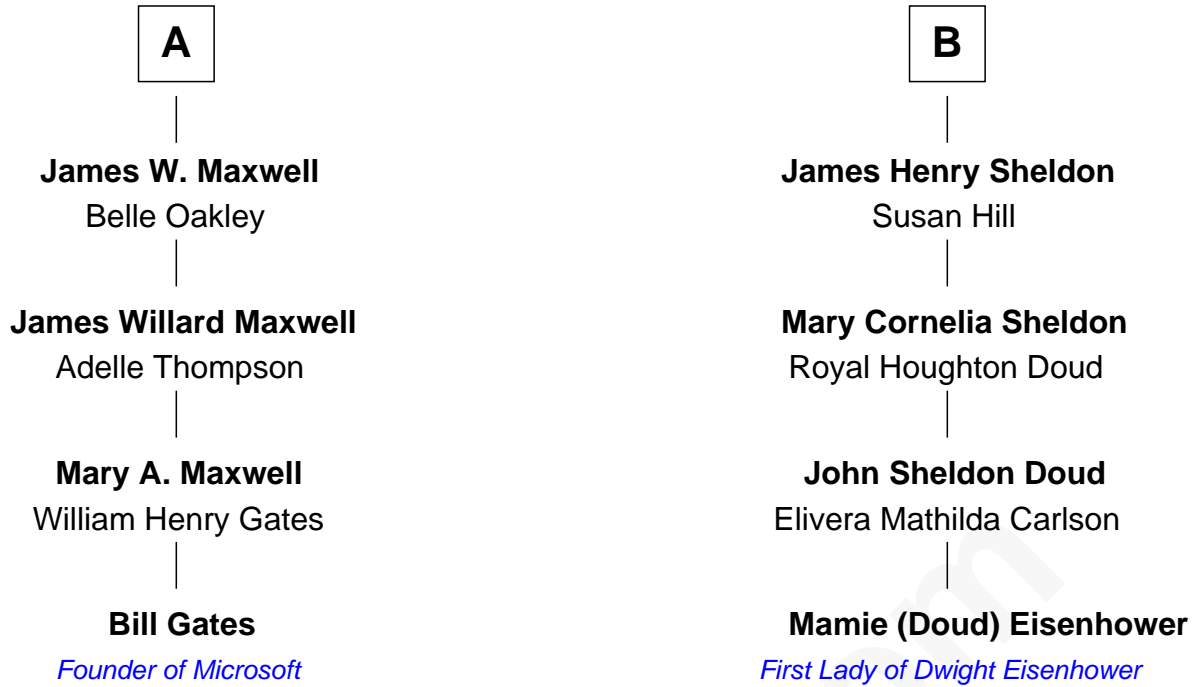 A
James W. Maxwell
Belle Oakley
James Willard Maxwell
Adelle Thompson
Mary A. Maxwell
William Henry Gates
Bill Gates
Founder of Microsoft
B
James Henry Sheldon
Susan Hill
Mary Cornelia Sheldon
Royal Houghton Doud
John Sheldon Doud
Elivera Mathilda Carlson
Mamie (Doud) Eisenhower
First Lady of Dwight Eisenhower